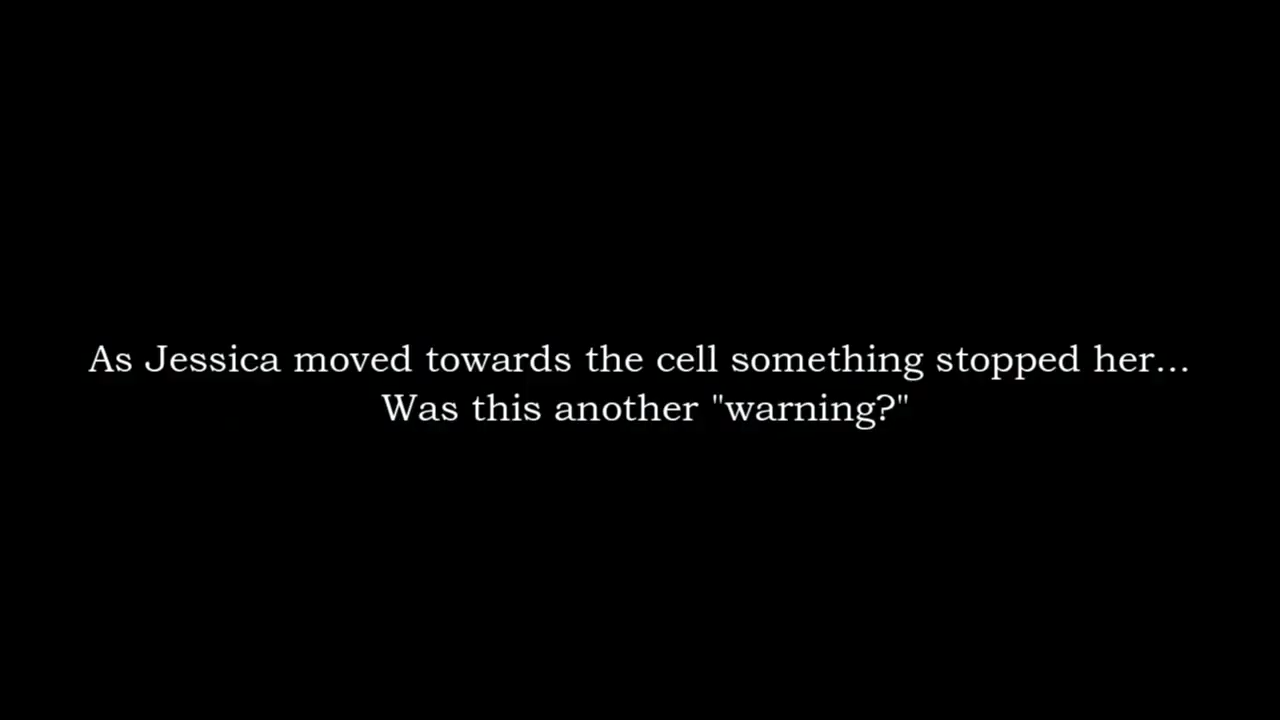 As Jessica moved towards the cell something stopped her...
Was this another "warning?"